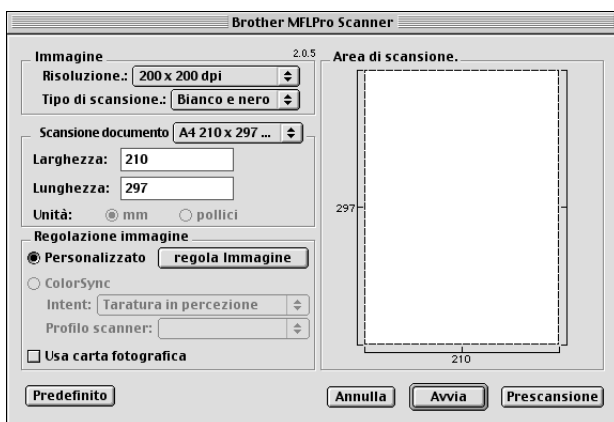 Brother MFLPro Scanner
Immagine
2.0.5
Risoluzione.: 200 x 200 dpi
Tipo di scansione.: Bianco e nero
Scansione documento A4 210 x 297 ...
Larghezza: 210
Lunghezza: 297
Unità: mm pollici
Regolazione immagine
Personalizzato regola Immagine
ColorSync
Intent: Taratura in percezione
Profilo scanner:
Usa carta fotografica
Area di scansione.
297
210
Predefinito
Annulla Avvia Prescansione